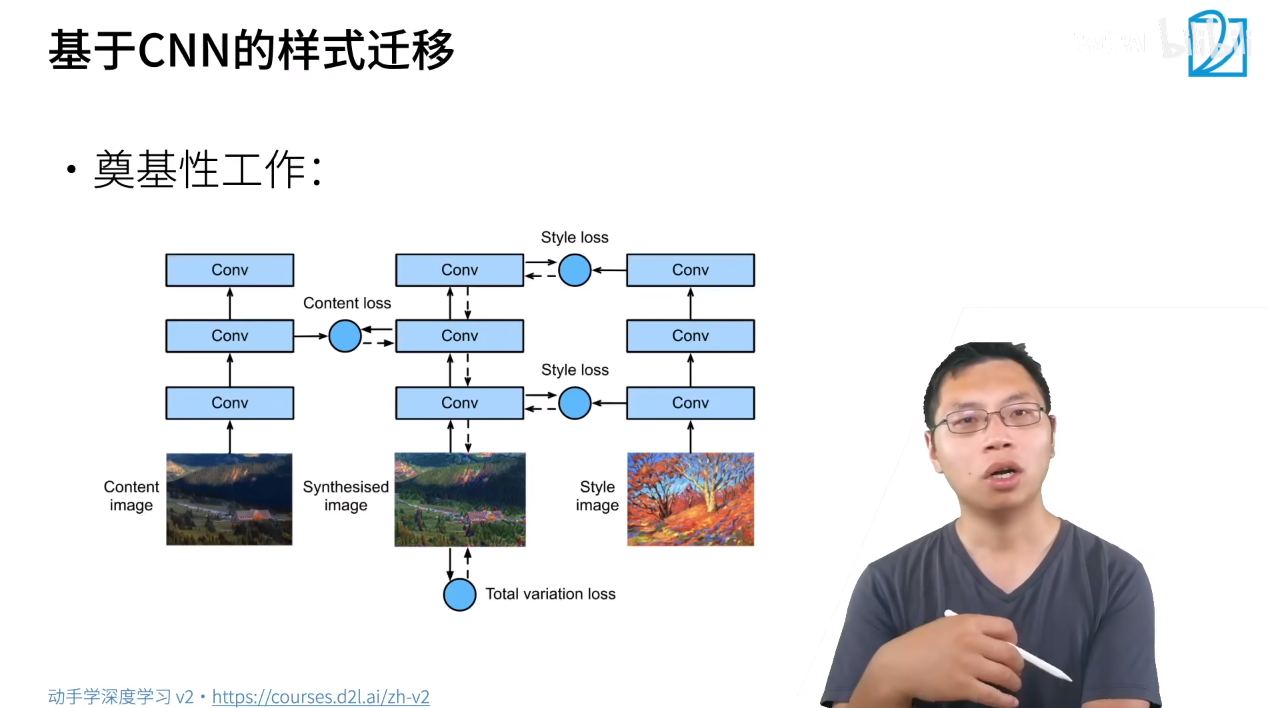 基于CNN的样式迁移
bilibili
• 奠基性工作：
Style loss
Conv
Conv
Conv
Content loss
Conv
Conv
Conv
Style loss
Conv
Conv
Conv
Content
image
Synthesised
image
Style
image
Total variation loss
动手学深度学习 v2 • https://courses.d2l.ai/zh-v2